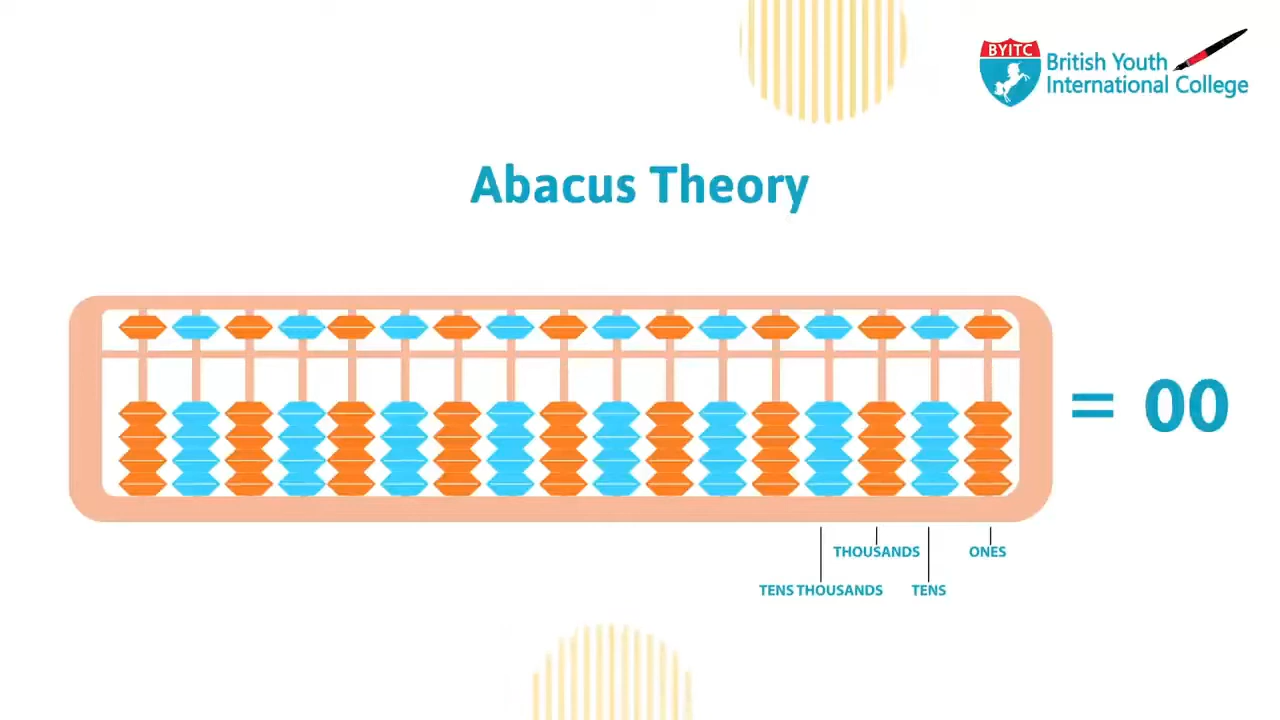 BYITC
British Youth
International College
Abacus Theory
= 00
THOUSANDS ONES
TENS THOUSANDS TENS